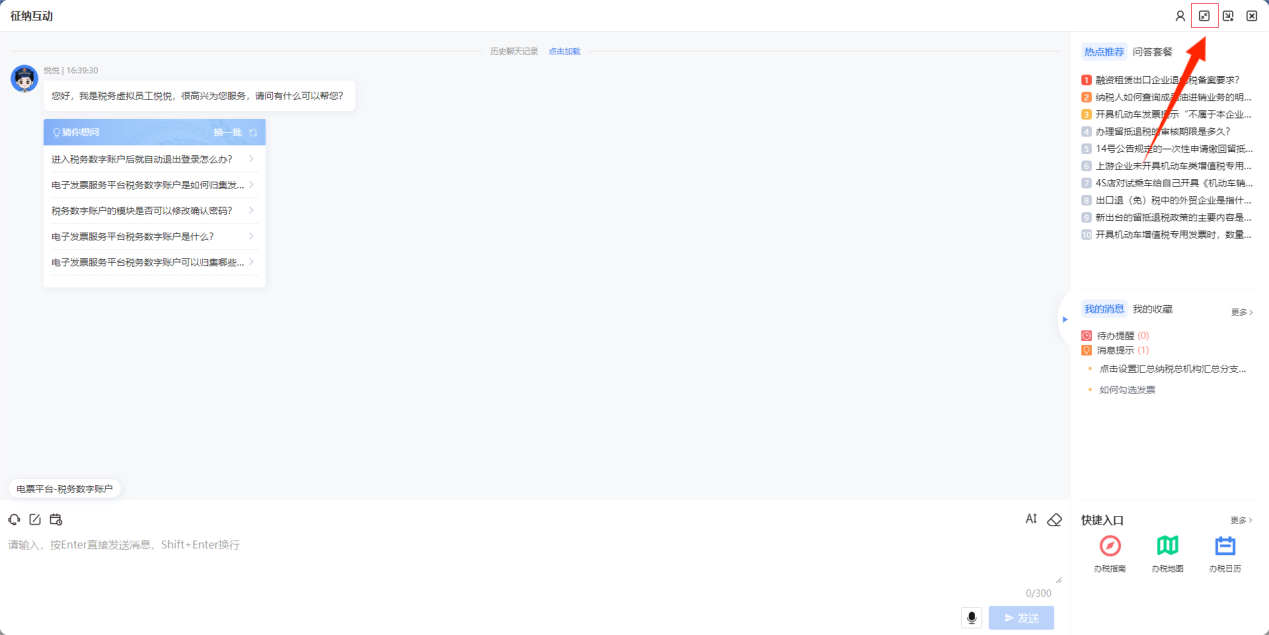 征纳互动
历史聊天记录 点击加载
悦悦 | 16:39:30
您好，我是税务虚拟员工悦悦，很高兴为您服务，请问有什么可以帮您?
猜你想问 换一批
进入税务数字账户后就自动退出登录怎么办?
电子发票服务平台税务数字账户是如何归集发...
税务数字账户的模块是否可以修改确认密码?
电子发票服务平台税务数字账户是什么?
电子发票服务平台税务数字账户可以归集哪些...
电票平台-税务数字账户
请输入，按Enter直接发送消息，Shift+Enter换行
AI
0/300
发送
热点推荐 问答套餐
1 融资租赁出口企业退 税备案要求?
2 纳税人如何查询成品油进销业务的明...
3 开具机动车发票提示“不属于本企业...
4 办理留抵退税的审核期限是多久?
5 14号公告规定的一次性申请缴回留抵...
6 上游企业未开具机动车类增值税专用...
7 4S店对试乘车给自己开具《机动车销...
8 出口退（免）税中的外贸企业是指什...
9 新出台的留抵退税政策的主要内容是...
10 开具机动车增值税专用发票时，数量...
我的消息 我的收藏 更多
待办提醒 (0)
消息提示 (1)
点击设置汇总纳税总机构汇总分支...
如何勾选发票
快捷入口 更多
办税指南 办税地图 办税日历